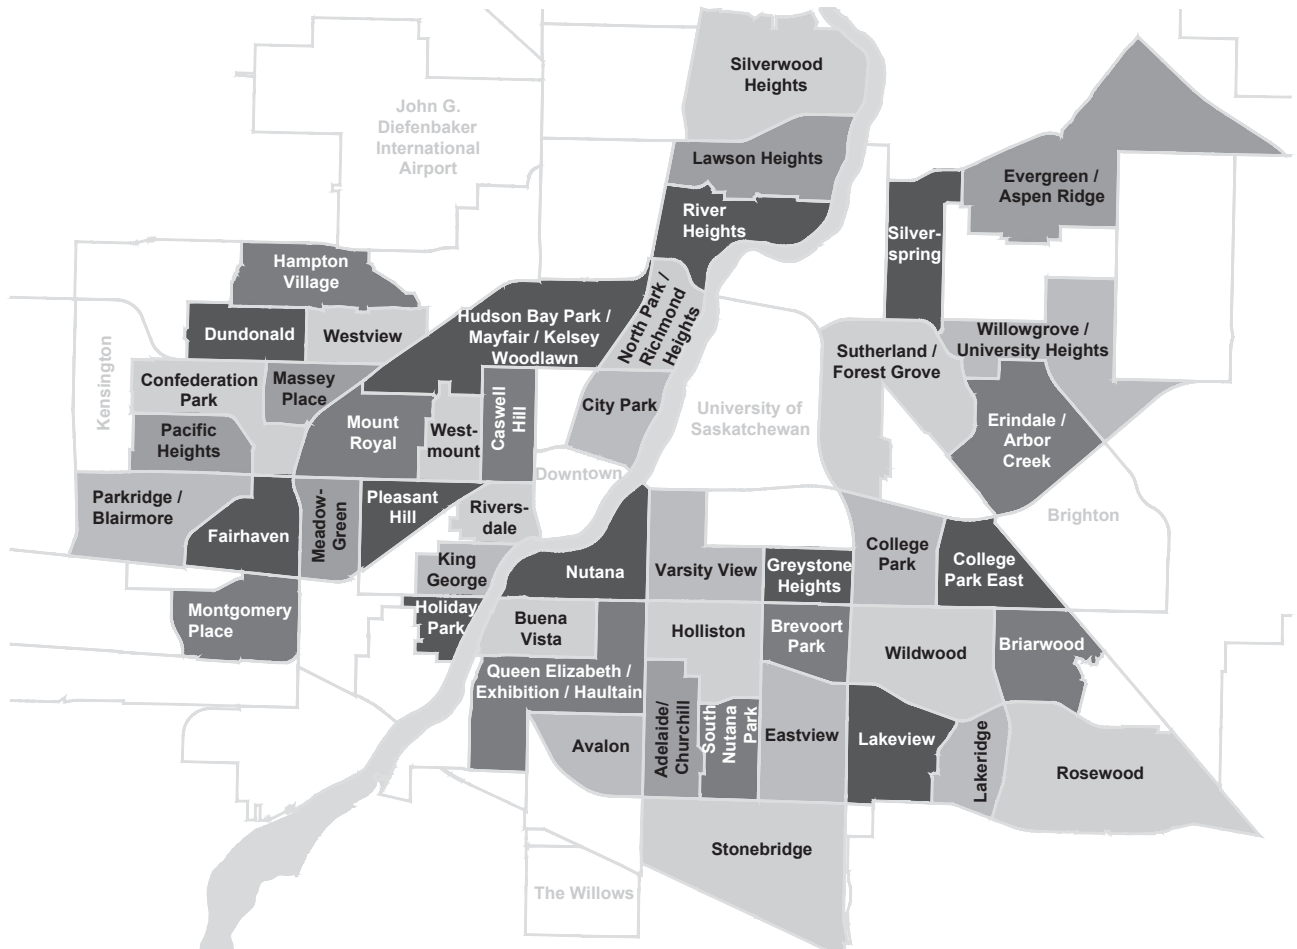 Silverwood
Heights
John G.
Diefenbaker
International
Airport
Lawson Heights
Evergreen /
Aspen Ridge
River
Heights
Silver-
spring
Hampton
Village
Dundonald
Westview
Hudson Bay Park /
Mayfair / Kelsey
Woodlawn
North Park /
Richmond
Heights
Willowgrove /
University Heights
Sutherland /
Forest Grove
Kensington
Confederation
Park
Massey
Place
City Park
University of
Saskatchewan
Mount
Royal
West-
mount
Caswell
Hill
Pacific
Heights
Erindale /
Arbor
Creek
Downtown
Parkridge /
Blairmore
Fairhaven
Meadow-
Green
Pleasant
Hill
Rivers-
dale
Brighton
King
George
Nutana
Varsity View
Greystone
Heights
College
Park
College
Park East
Montgomery
Place
Holiday
Park
Buena
Vista
Holliston
Brevoort
Park
Wildwood
Briarwood
Queen Elizabeth /
Exhibition / Haultain
Avalon
Adelaide/
Churchill
South
Nutana
Park
Eastview
Lakeview
Lakeridge
Rosewood
Stonebridge
The Willows